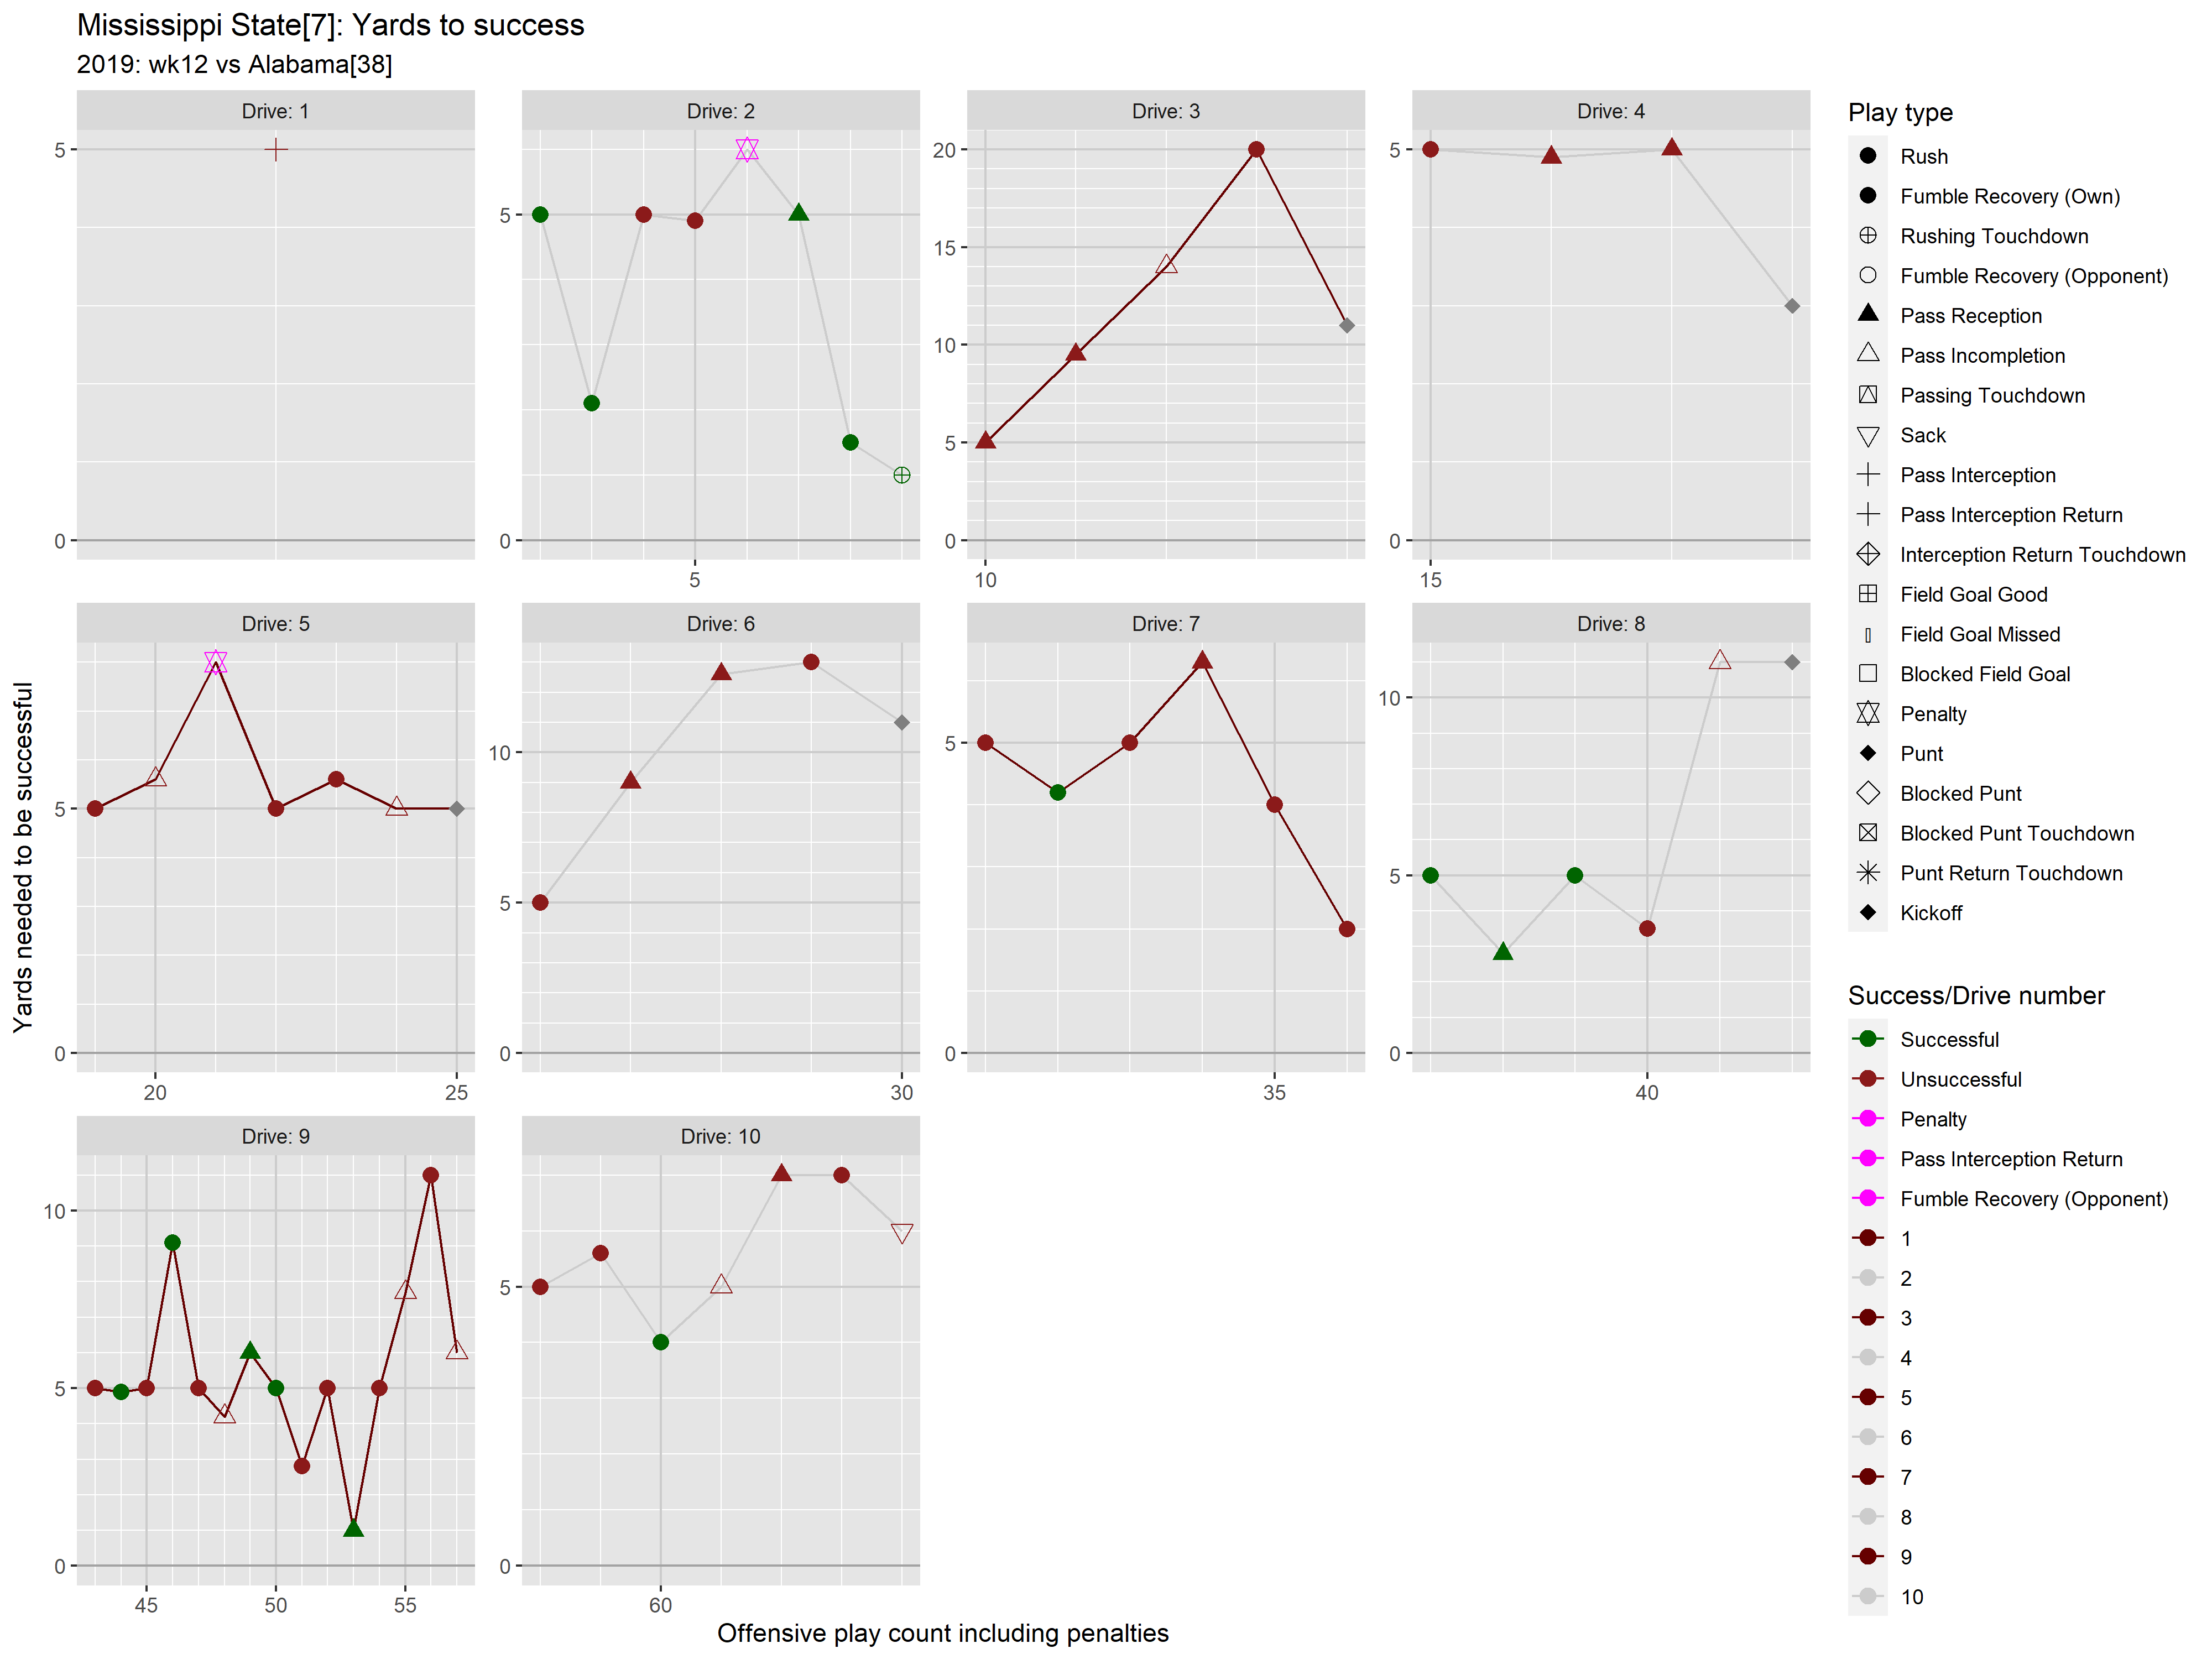 Mississippi State[7]: Yards to success
2019: wk12 vs Alabama[38]
Drive: 1
Drive: 2
Drive: 3
Drive: 4
5
0
5
0
5
20
15
10
5
0
10
5
0
15
Drive: 5
Drive: 6
Drive: 7
Drive: 8
5
0
20
25
10
5
0
30
5
0
35
10
5
0
40
Drive: 9
Drive: 10
10
5
0
45
50
55
5
0
60
Yards needed to be successful
Offensive play count including penalties
Play type
Rush
Fumble Recovery (Own)
Rushing Touchdown
Fumble Recovery (Opponent)
Pass Reception
Pass Incompletion
Passing Touchdown
Sack
Pass Interception
Pass Interception Return
Interception Return Touchdown
Field Goal Good
Field Goal Missed
Blocked Field Goal
Penalty
Punt
Blocked Punt
Blocked Punt Touchdown
Punt Return Touchdown
Kickoff
Success/Drive number
Successful
Unsuccessful
Penalty
Pass Interception Return
Fumble Recovery (Opponent)
1
2
3
4
5
6
7
8
9
10